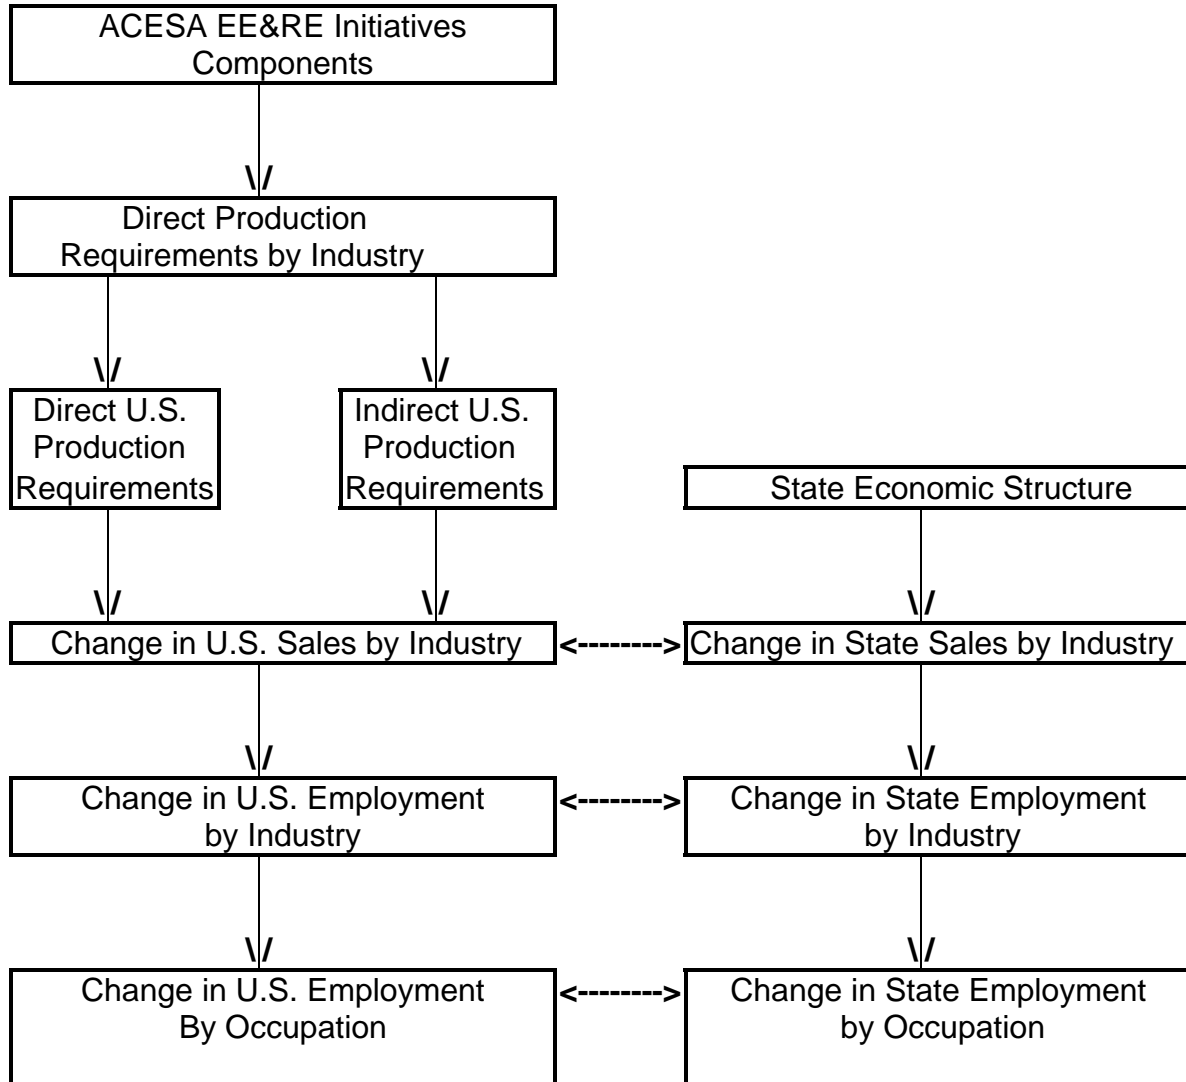 ACESA EE&RE Initiatives
Components
\/
Direct Production
Requirements by Industry
\/
\/
Direct U.S.
Production
Requirements
Indirect U.S.
Production
Requirements
State Economic Structure
\/
\/
\/
Change in U.S. Sales by Industry
<-------->
Change in State Sales by Industry
\/
\/
Change in U.S. Employment
by Industry
<-------->
Change in State Employment
by Industry
\/
\/
Change in U.S. Employment
By Occupation
<-------->
Change in State Employment
by Occupation